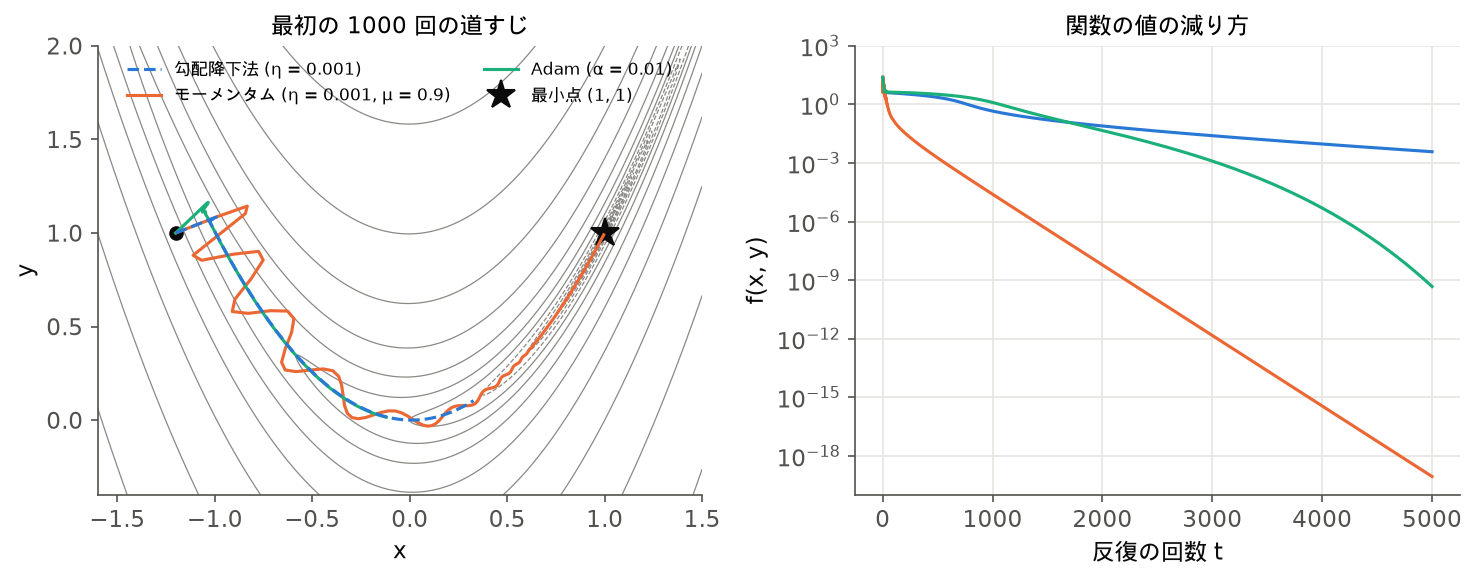 最初の 1000 回の道すじ
勾配降下法 (η = 0.001)
モーメンタム (η = 0.001, μ = 0.9)
Adam (α = 0.01)
最小点 (1, 1)
2.0
1.5
1.0
0.5
0.0
y
−1.5 −1.0 −0.5 0.0 0.5 1.0 1.5
x
関数の値の減り方
10³
10⁰
10⁻³
10⁻⁶
10⁻⁹
10⁻¹²
10⁻¹⁵
10⁻¹⁸
f(x, y)
0 1000 2000 3000 4000 5000
反復の回数 t